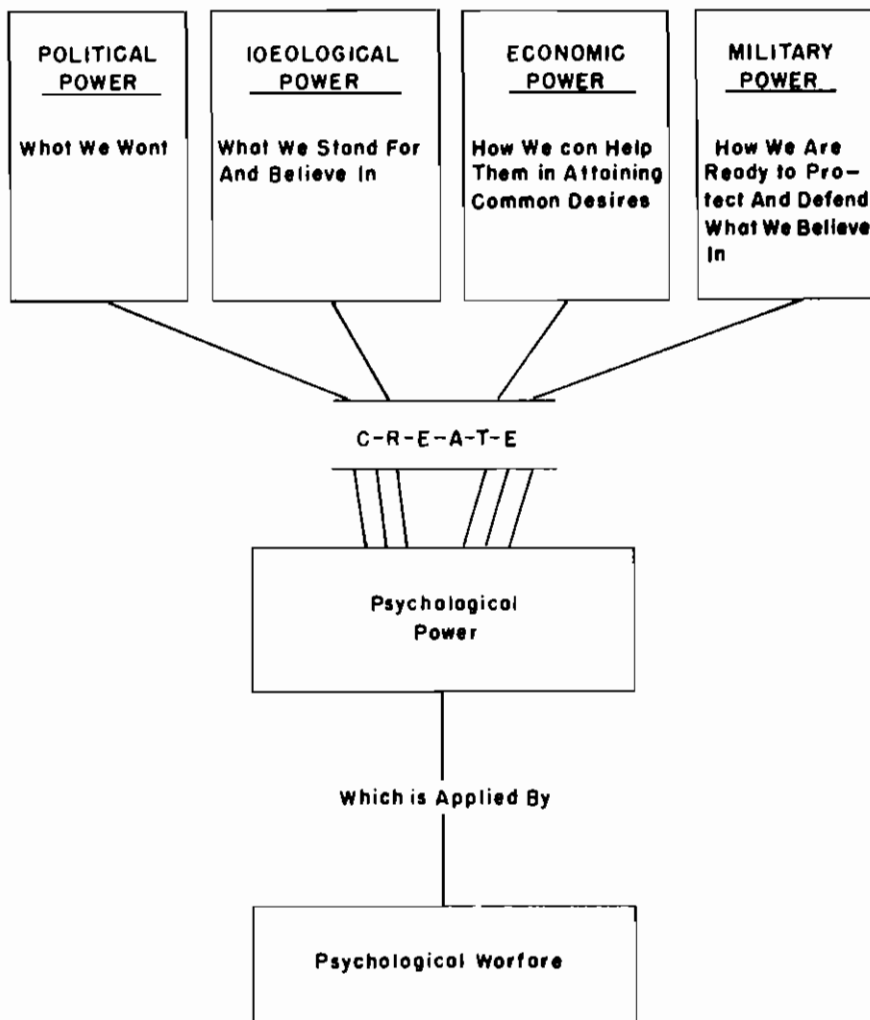 POLITICAL
POWER
What We Want
IDEOLOGICAL
POWER
What We Stand For
And Believe In
ECONOMIC
POWER
How We can Help
Them in Attaining
Common Desires
MILITARY
POWER
How We Are
Ready to Pro-
tect And Defend
What We Believe
In
C-R-E-A-T-E
Psychological
Power
Which is Applied By
Psychological Warfare